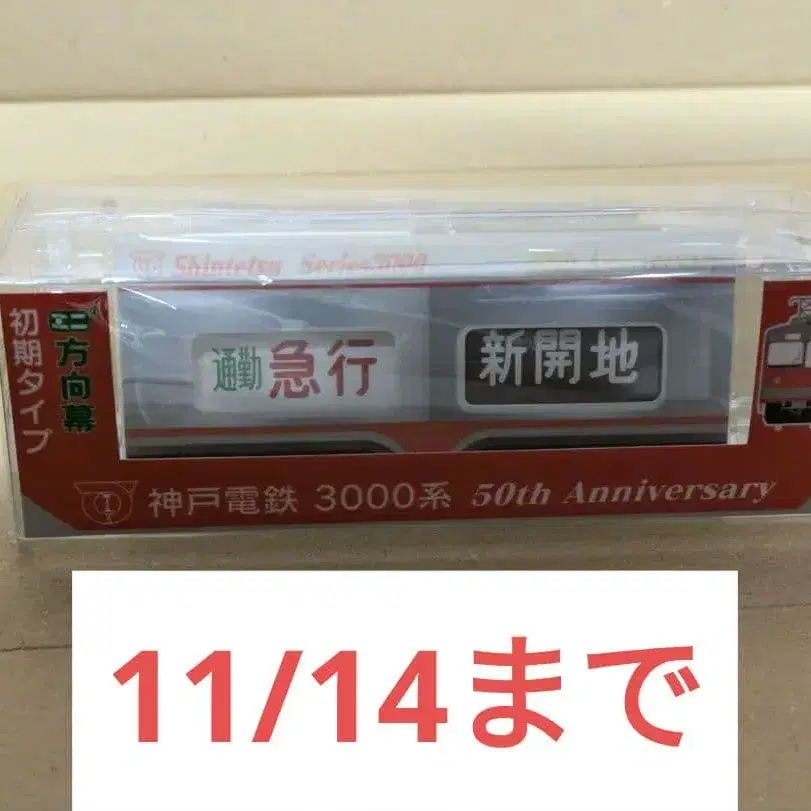 Shintetsu Series3000
ミニ方向幕
初期タイプ
通勤 急行
新開地
神戸電鉄 3000系 50th Anniversary
11/14まで